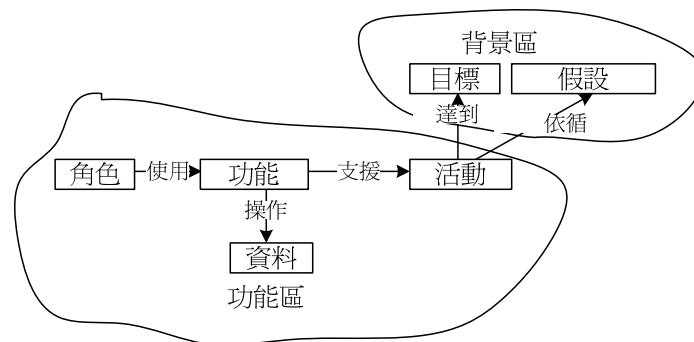 背景區
目標
假設
達到
依循
角色
使用
功能
支援
活動
操作
資料
功能區